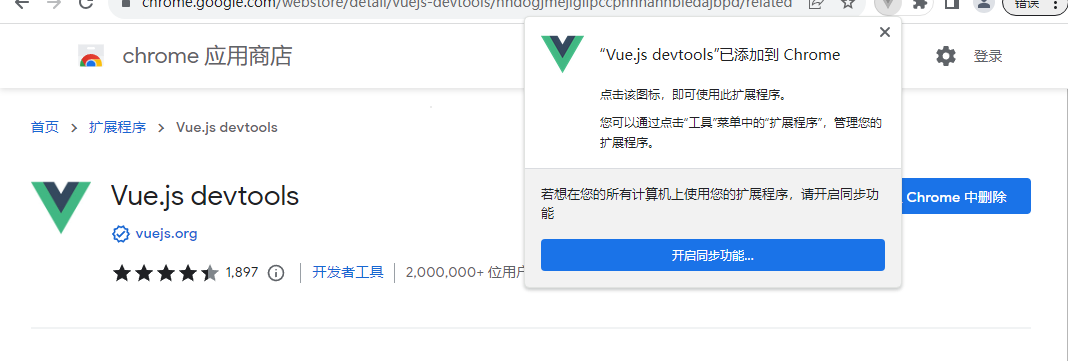 chrome.google.com/webstore/detail/vuejs-devtools/nhdogjmejiglipccpnnnanhbledajbpd/related
错误
chrome 应用商店
登录
"Vue.js devtools"已添加到 Chrome
点击该图标，即可使用此扩展程序。
您可以通过点击"工具"菜单中的"扩展程序"，管理您的
扩展程序。
若想在您的所有计算机上使用您的扩展程序，请开启同步功
能
开启同步功能...
首页 > 扩展程序 > Vue.js devtools
Vue.js devtools
Chrome 中删除
vuejs.org
1,897
开发者工具
2,000,000+ 位用户